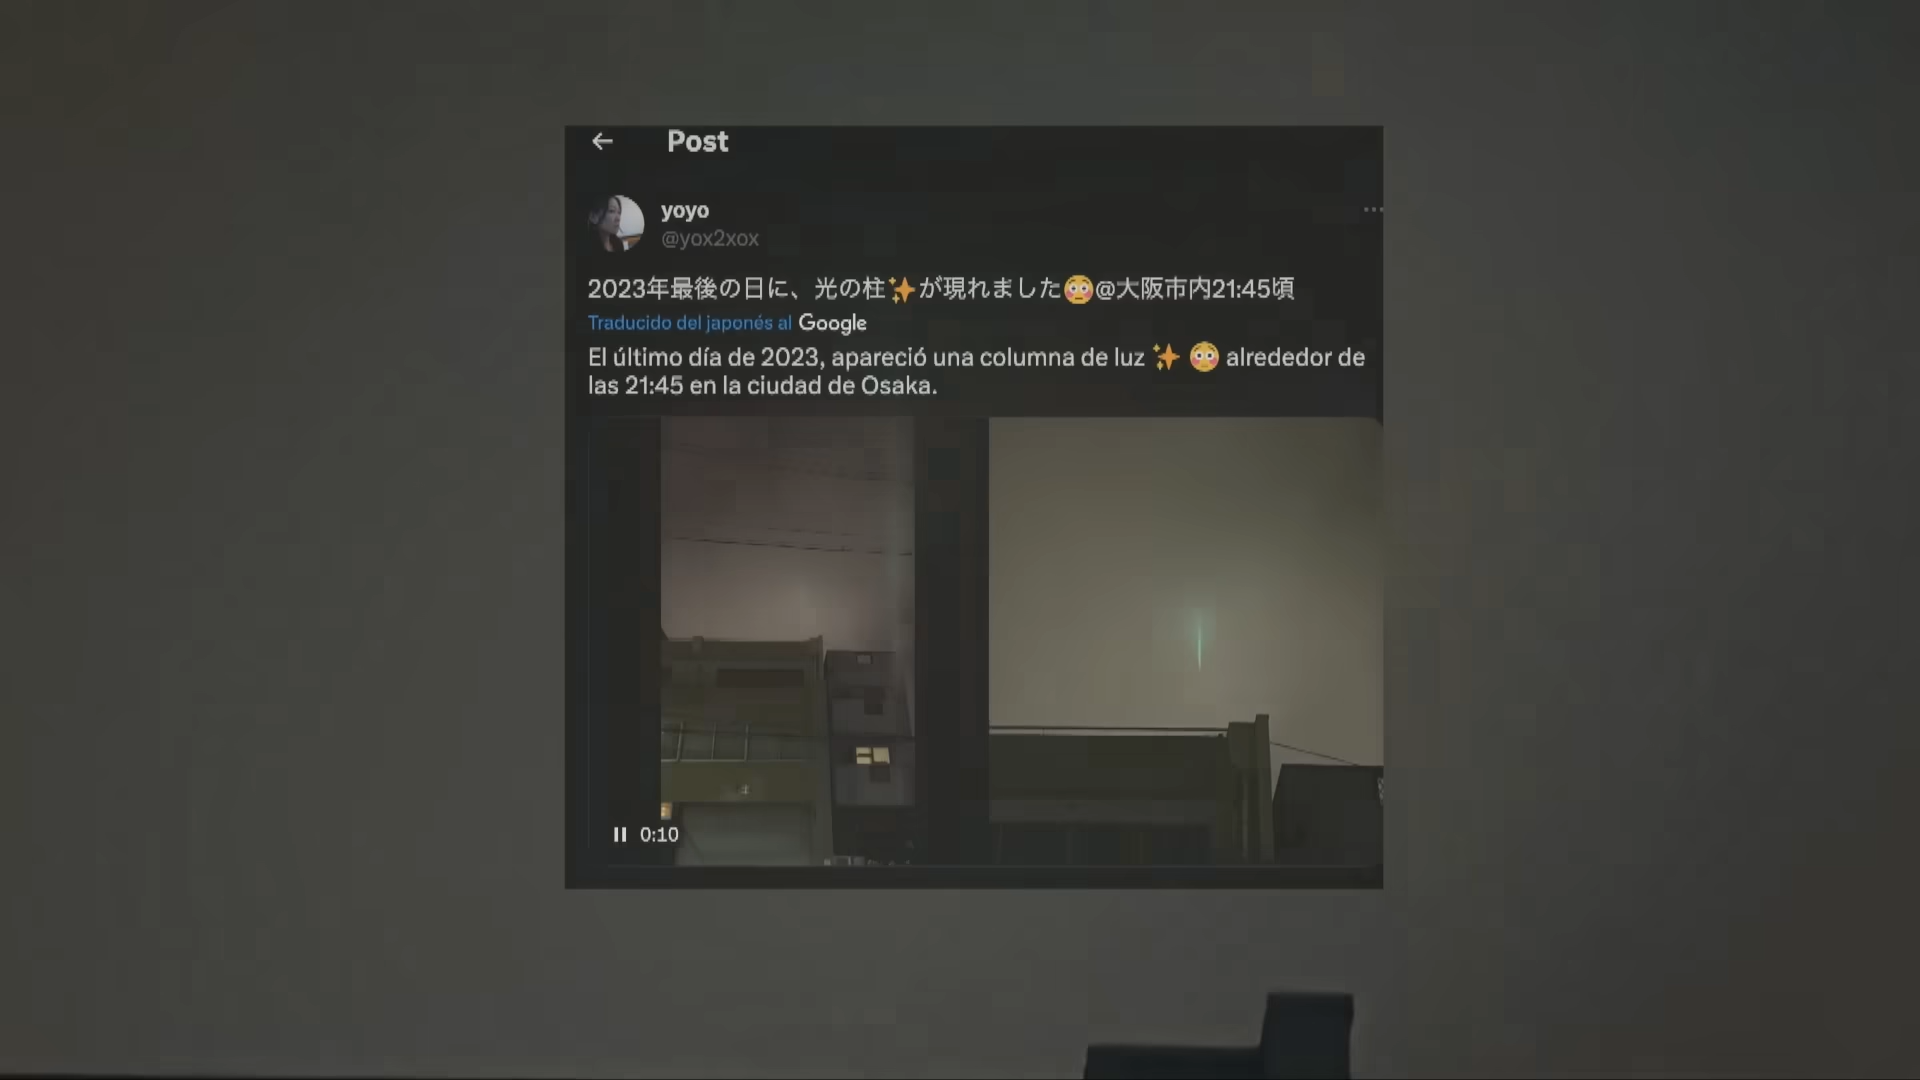 Post
yoyo
@yox2xox
2023年最後の日に、光の柱✨が現れました😳@大阪市内21:45頃
Traducido del japonés al Google
El último día de 2023, apareció una columna de luz ✨ 😳 alrededor de
las 21:45 en la ciudad de Osaka.
0:10